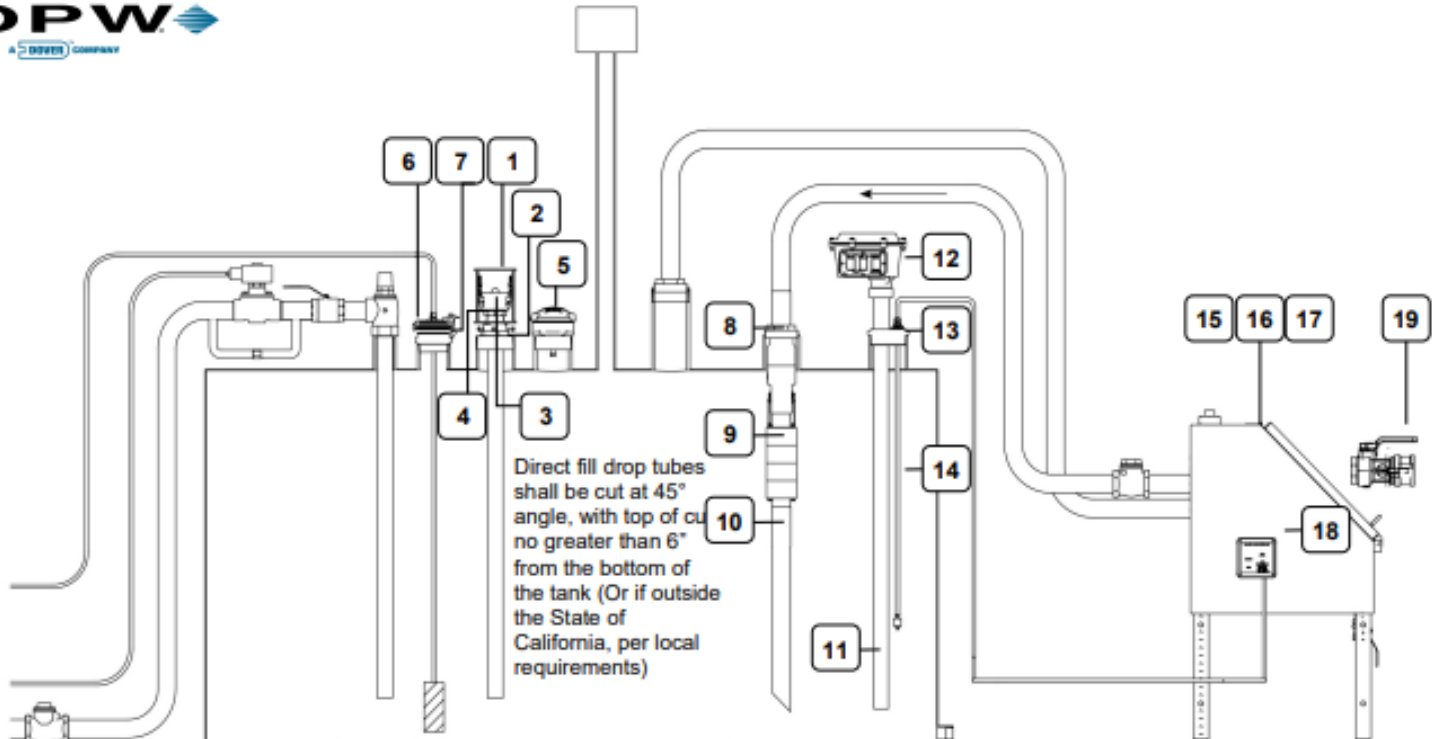 OPW
A DOVER COMPANY
6 7 1
2
5
12
8
13
15 16 17 19
4 3
9
14
Direct fill drop tubes
shall be cut at 45°
angle, with top of cu
10
no greater than 6"
18
from the bottom of
the tank (Or if outside
the State of
California, per local
11
requirements)